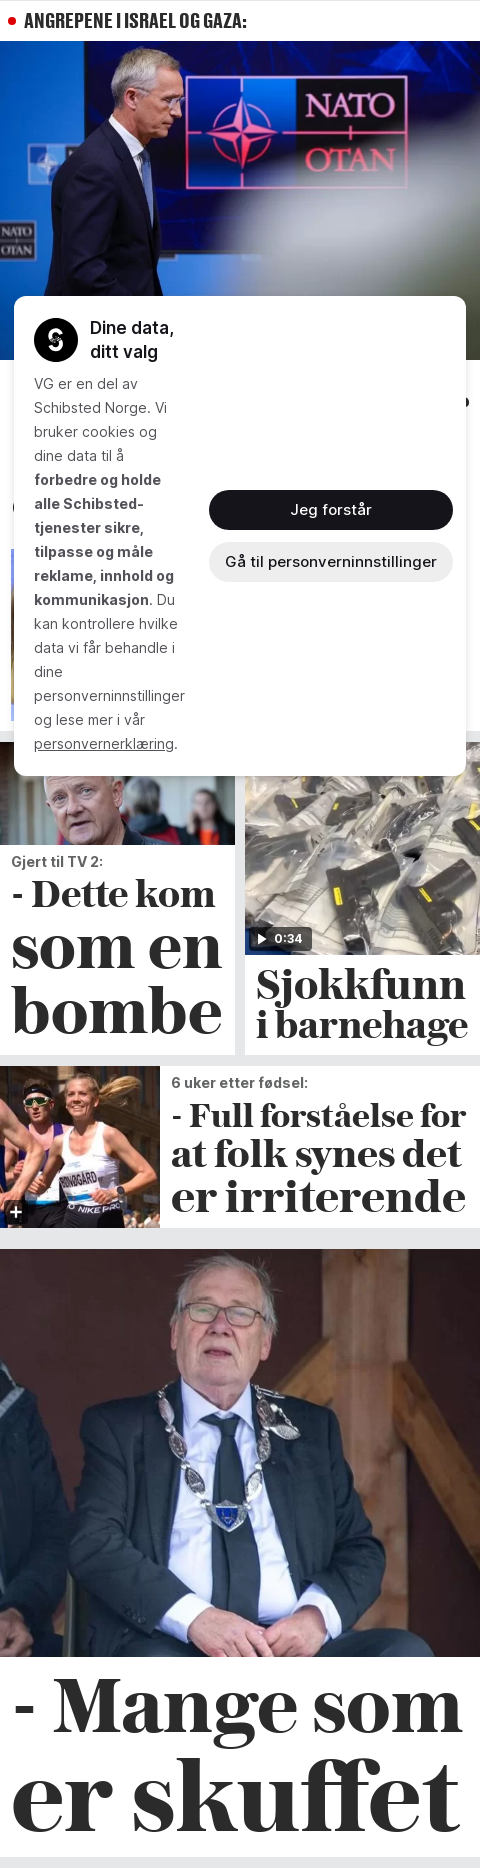 ANGREPENE I ISRAEL OG GAZA:
NATO
OTAN
NATO
OTAN
Dine data,
ditt valg
VG er en del av
Schibsted Norge. Vi
bruker cookies og
dine data til å
forbedre og holde
alle Schibsted-
tjenester sikre,
tilpasse og måle
reklame, innhold og
kommunikasjon. Du
kan kontrollere hvilke
data vi får behandle i
dine
personverninnstillinger
og lese mer i vår
personvernerklæring.
Jeg forstår
Gå til personverninnstillinger
Gjert til TV 2:
- Dette kom
som en
bombe
0:34
Sjokkfunn
i barnehage
6 uker etter fødsel:
- Full forståelse for
at folk synes det
er irriterende
NIKE PRO
- Mange som
er skuffet